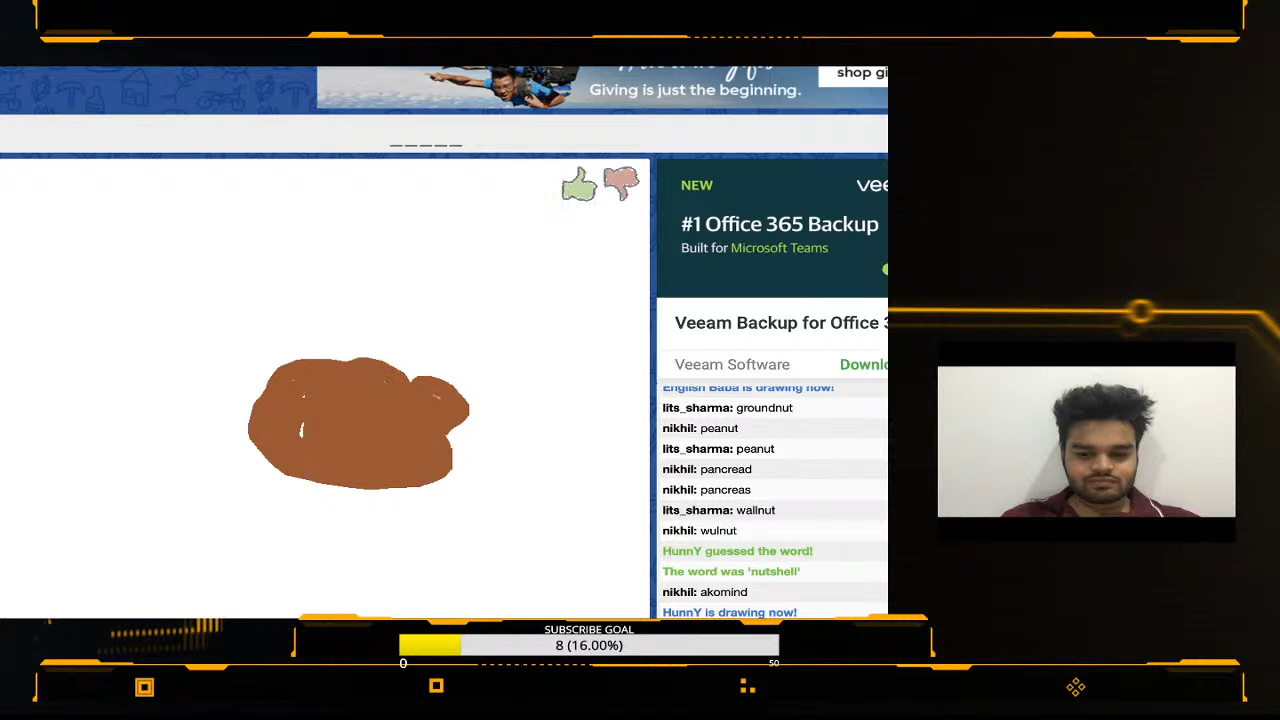 Giving is just the beginning.
shop gi
_ _ _ _ _
NEW
vee
#1 Office 365 Backup
Built for Microsoft Teams
Veeam Backup for Office 3
Veeam Software
Downlo
English Baba is drawing now!
lits_sharma: groundnut
nikhil: peanut
lits_sharma: peanut
nikhil: pancread
nikhil: pancreas
lits_sharma: wallnut
nikhil: wulnut
HunnY guessed the word!
The word was 'nutshell'
nikhil: akomind
HunnY is drawing now!
SUBSCRIBE GOAL
8 (16.00%)
0
50